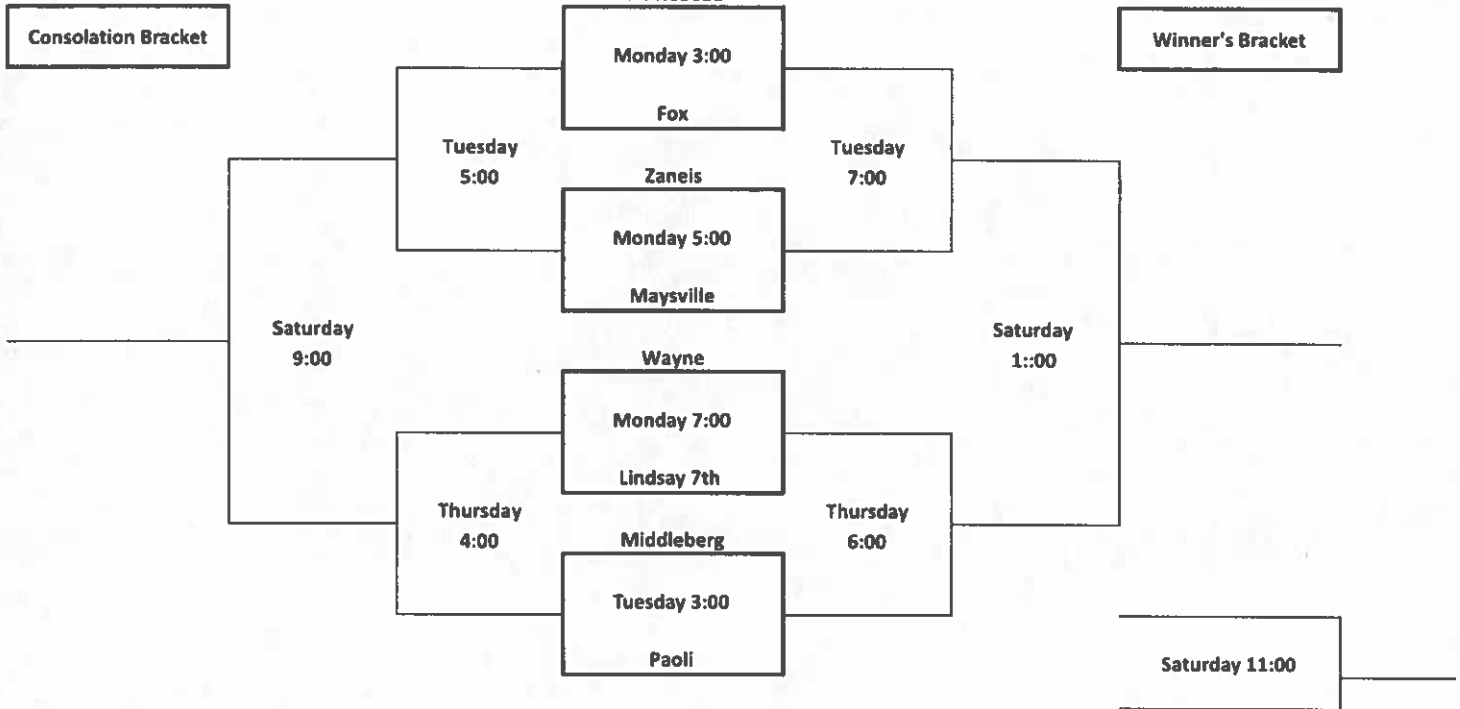 Consolation Bracket
Winner's Bracket
Monday 3:00
Fox
Tuesday
5:00
Tuesday
7:00
Zaneis
Monday 5:00
Maysville
Saturday
9:00
Saturday
1::00
Wayne
Monday 7:00
Lindsay 7th
Thursday
4:00
Thursday
6:00
Middleberg
Tuesday 3:00
Paoli
Saturday 11:00